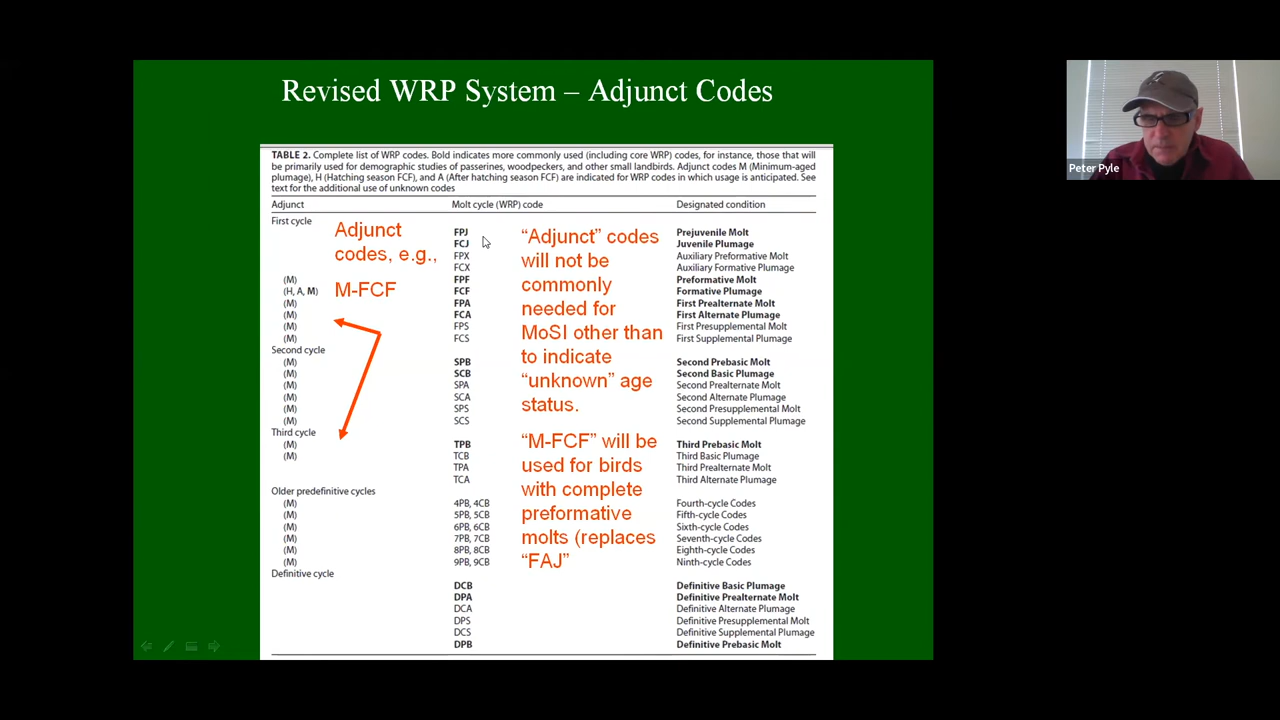 Revised WRP System – Adjunct Codes
TABLE 2. Complete list of WRP codes. Bold indicates more commonly used (including core WRP) codes, for instance, those that will
be primarily used for demographic studies of passerines, woodpeckers, and other small landbirds. Adjunct codes M (Minimum-aged
plumage), H (Hatching season FCF), and A (After hatching season FCF) are indicated for WRP codes in which usage is anticipated. See
text for the additional use of unknown codes
Adjunct Molt cycle (WRP) code Designated condition
First cycle
FPJ Prejuvenile Molt
FCJ Juvenile Plumage
FPX Auxiliary Preformative Molt
FCX Auxiliary Formative Plumage
(M) FPF Preformative Molt
(H, A, M) FCF Formative Plumage
(M) FPA First Prealternate Molt
(M) FCA First Alternate Plumage
(M) FPS First Presupplemental Molt
(M) FCS First Supplemental Plumage
Second cycle
(M) SPB Second Prebasic Molt
(M) SCB Second Basic Plumage
(M) SPA Second Prealternate Molt
(M) SCA Second Alternate Plumage
(M) SPS Second Presupplemental Molt
(M) SCS Second Supplemental Plumage
Third cycle
(M) TPB Third Prebasic Molt
(M) TCB Third Basic Plumage
TPA Third Prealternate Molt
TCA Third Alternate Plumage
Older predefinitive cycles
(M) 4PB, 4CB Fourth-cycle Codes
(M) 5PB, 5CB Fifth-cycle Codes
(M) 6PB, 6CB Sixth-cycle Codes
(M) 7PB, 7CB Seventh-cycle Codes
(M) 8PB, 8CB Eighth-cycle Codes
(M) 9PB, 9CB Ninth-cycle Codes
Definitive cycle
DCB Definitive Basic Plumage
DPA Definitive Prealternate Molt
DCA Definitive Alternate Plumage
DPS Definitive Presupplemental Molt
DCS Definitive Supplemental Plumage
DPB Definitive Prebasic Molt
Adjunct
codes, e.g.,
M-FCF
“Adjunct” codes
will not be
commonly
needed for
MoSI other than
to indicate
“unknown” age
status.
“M-FCF” will be
used for birds
with complete
preformative
molts (replaces
“FAJ”
Peter Pyle